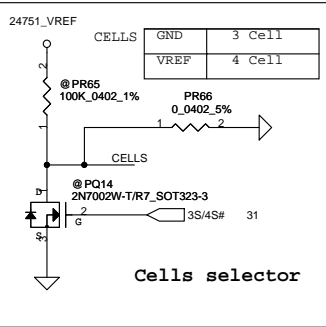 24751_VREF
CELLS GND 3 Cell
VREF 4 Cell
2
@PR65
100K_0402_1%
1
PR66
0_0402_5%
1 2
CELLS
@PQ14
2N7002W-T/R7_SOT323-3
D
2
G
3S/4S# 31
S
3
Cells selector